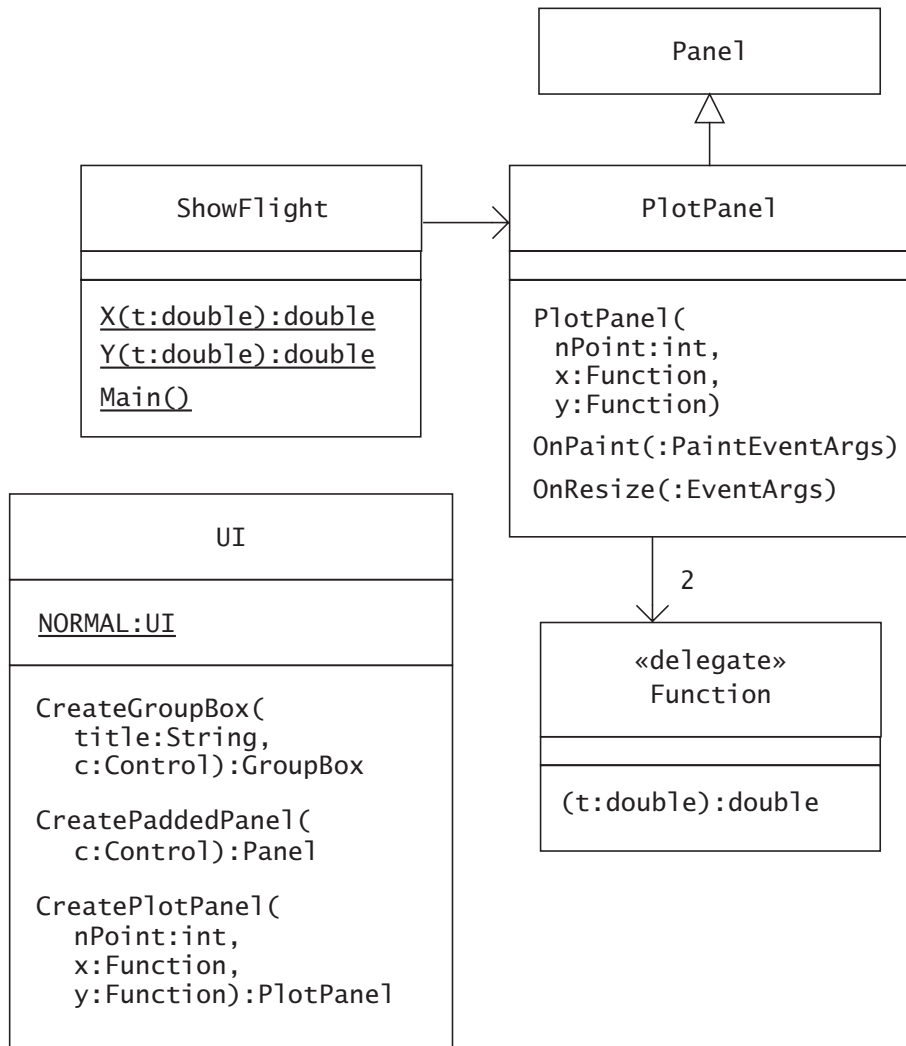 Panel
ShowFlight
X(t:double):double
Y(t:double):double
Main()
PlotPanel
PlotPanel(
nPoint:int,
x:Function,
y:Function)
OnPaint(:PaintEventArgs)
OnResize(:EventArgs)
2
UI
NORMAL:UI
CreateGroupBox(
title:String,
c:Control):GroupBox
CreatePaddedPanel(
c:Control):Panel
CreatePlotPanel(
nPoint:int,
x:Function,
y:Function):PlotPanel
«delegate»
Function
(t:double):double